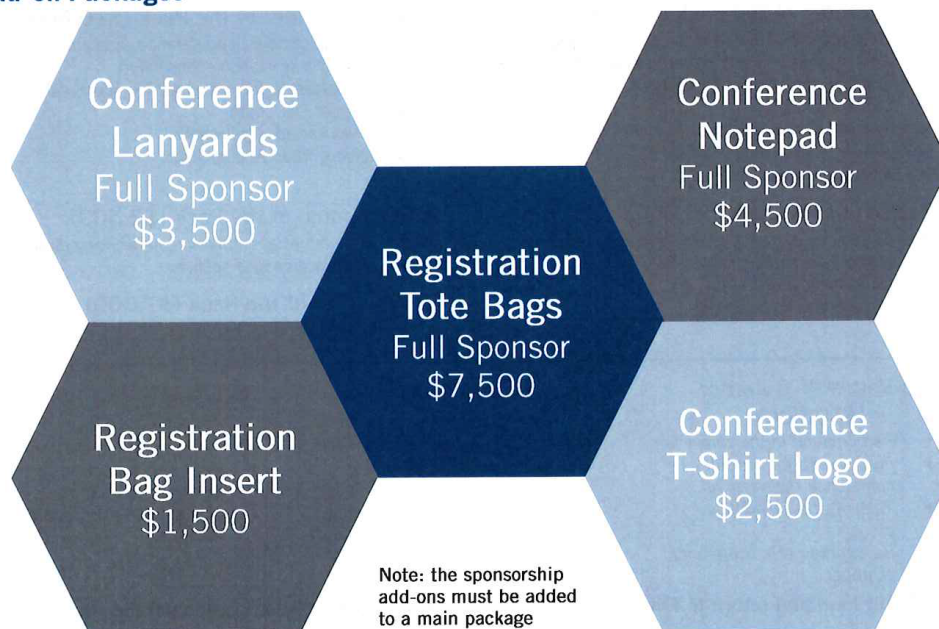 Conference
Lanyards
Full Sponsor
$3,500
Conference
Notepad
Full Sponsor
$4,500
Registration
Tote Bags
Full Sponsor
$7,500
Registration
Bag Insert
$1,500
Conference
T-Shirt Logo
$2,500
Note: the sponsorship
add-ons must be added
to a main package